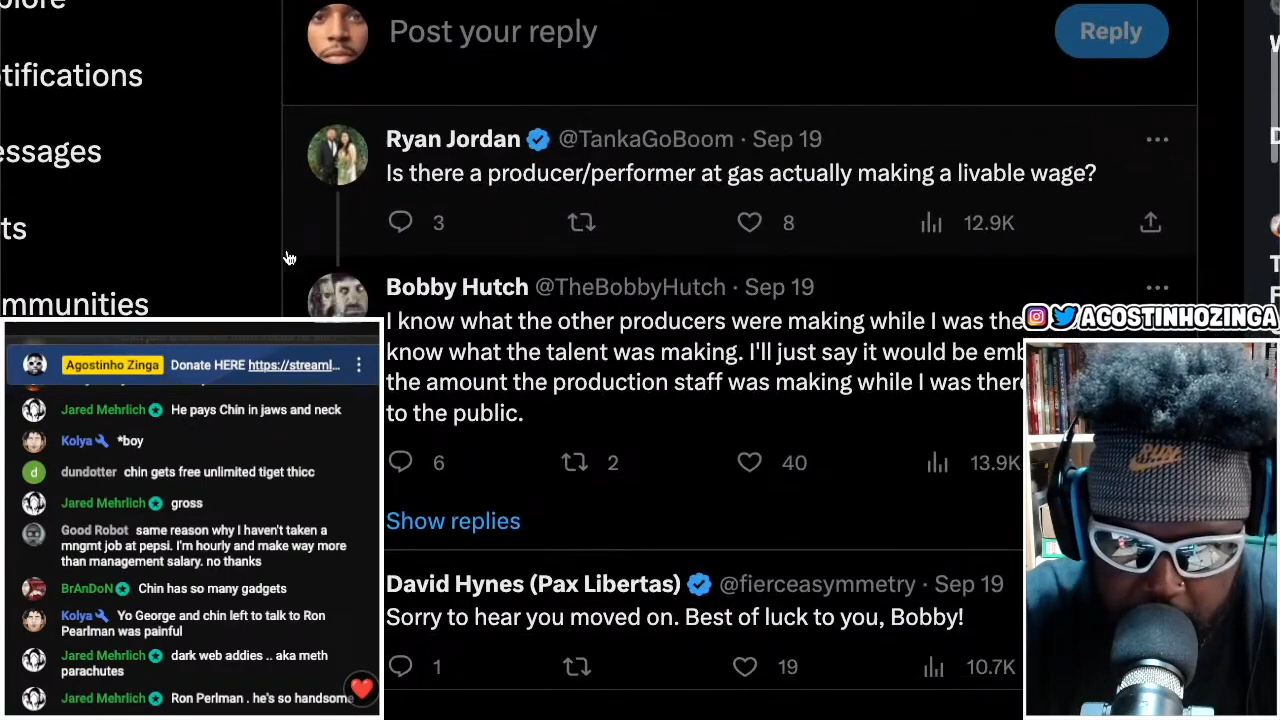 plore
Post your reply
Reply
otifications
Ryan Jordan @TankaGoBoom · Sep 19
essages
Is there a producer/performer at gas actually making a livable wage?
ts
3
8
12.9K
Bobby Hutch @TheBobbyHutch · Sep 19
mmunities
I know what the other producers were making while I was the
know what the talent was making. I'll just say it would be emb
the amount the production staff was making while I was there
to the public.
6
2
40
13.9K
Show replies
David Hynes (Pax Libertas) @fierceasymmetry · Sep 19
Sorry to hear you moved on. Best of luck to you, Bobby!
1
19
10.7K
Agostinho Zinga Donate HERE https://streaml...
Jared Mehrlich He pays Chin in jaws and neck
Kolya *boy
d
dundotter chin gets free unlimited tiget thicc
Jared Mehrlich gross
Good Robot same reason why I haven't taken a
mngmt job at pepsi. I'm hourly and make way more
than management salary. no thanks
BrAnDoN Chin has so many gadgets
Kolya Yo George and chin left to talk to Ron
Pearlman was painful
Jared Mehrlich dark web addies .. aka meth
parachutes
Jared Mehrlich Ron Perlman . he's so handsome
@AGOSTINHOZINGA
RUN